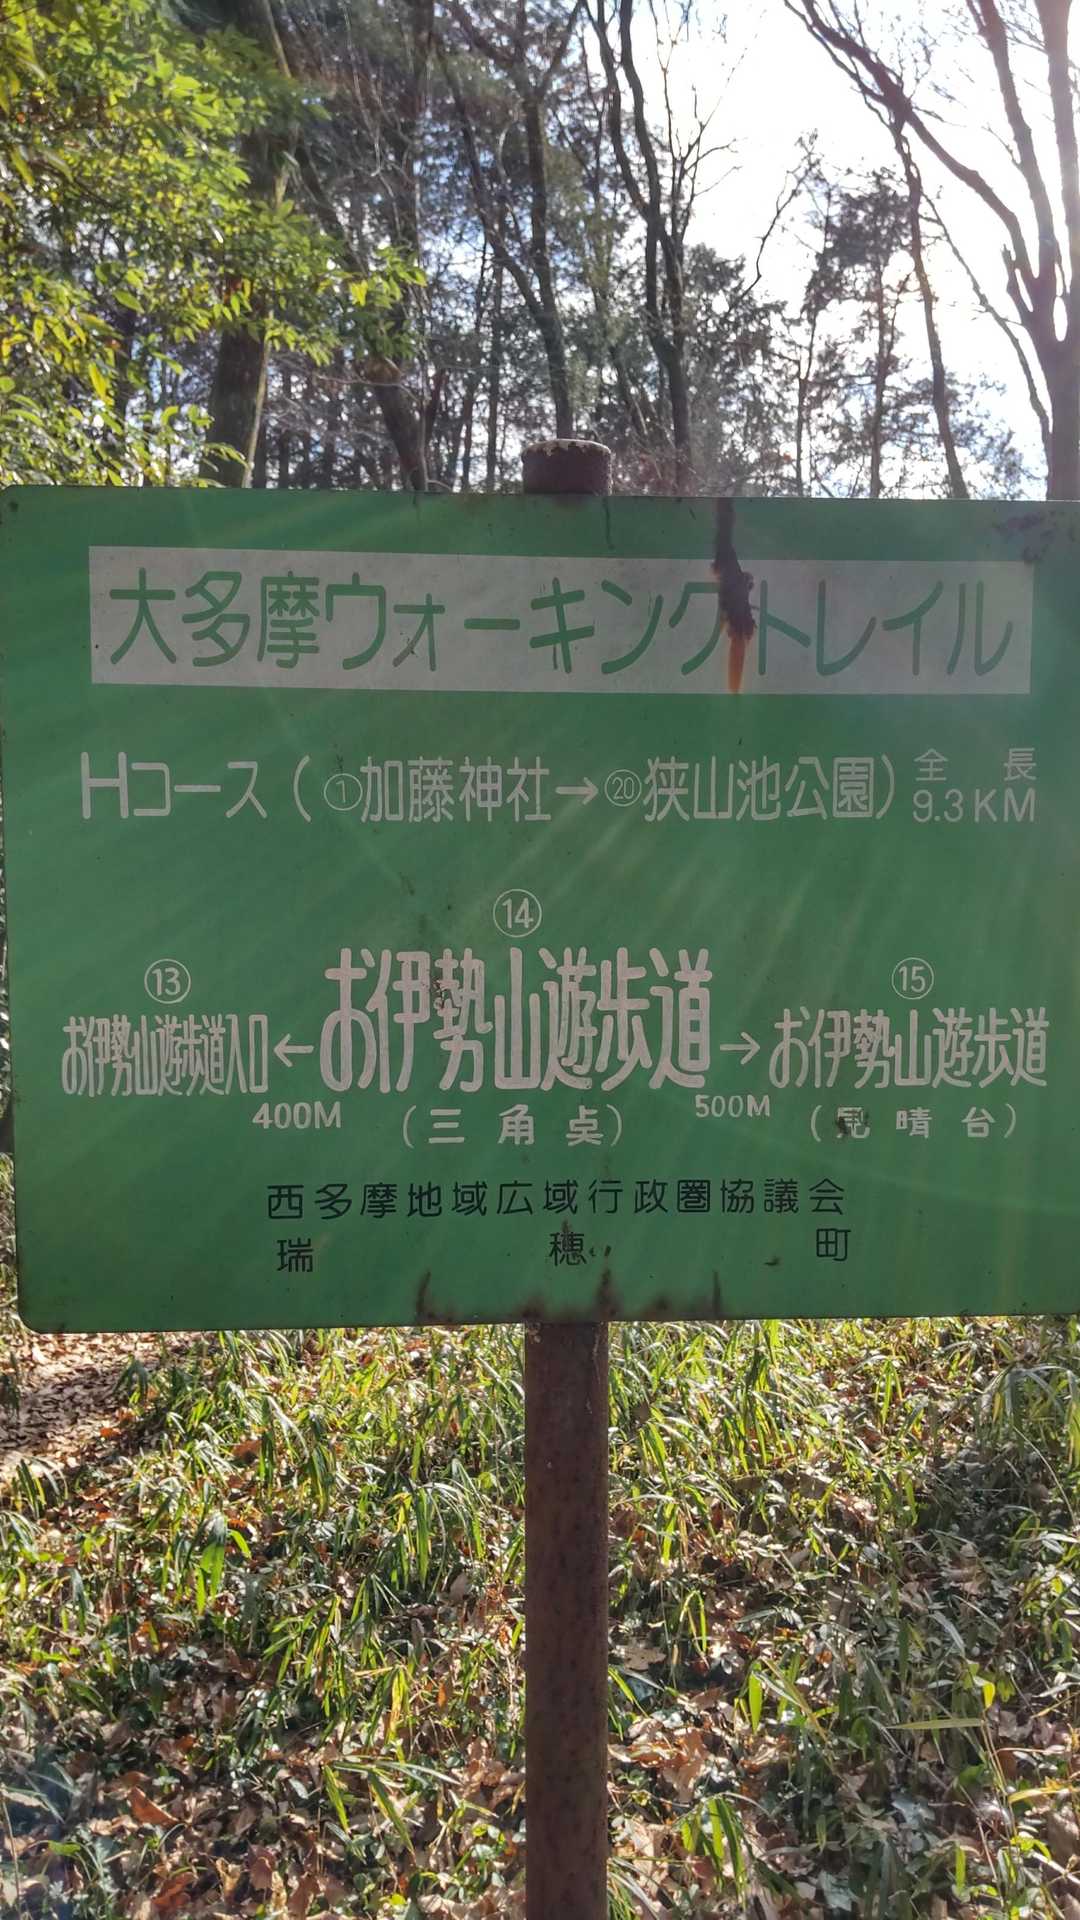 大多摩ウォーキングトレイル
Hコース(①加藤神社→⑳狭山池公園) 全長 9.3KM
⑭
⑬ ⑮
お伊勢山遊歩道入口←お伊勢山遊歩道→お伊勢山遊歩道
400M (三角点) 500M (見晴台)
西多摩地域広域行政圏協議会
瑞穂町